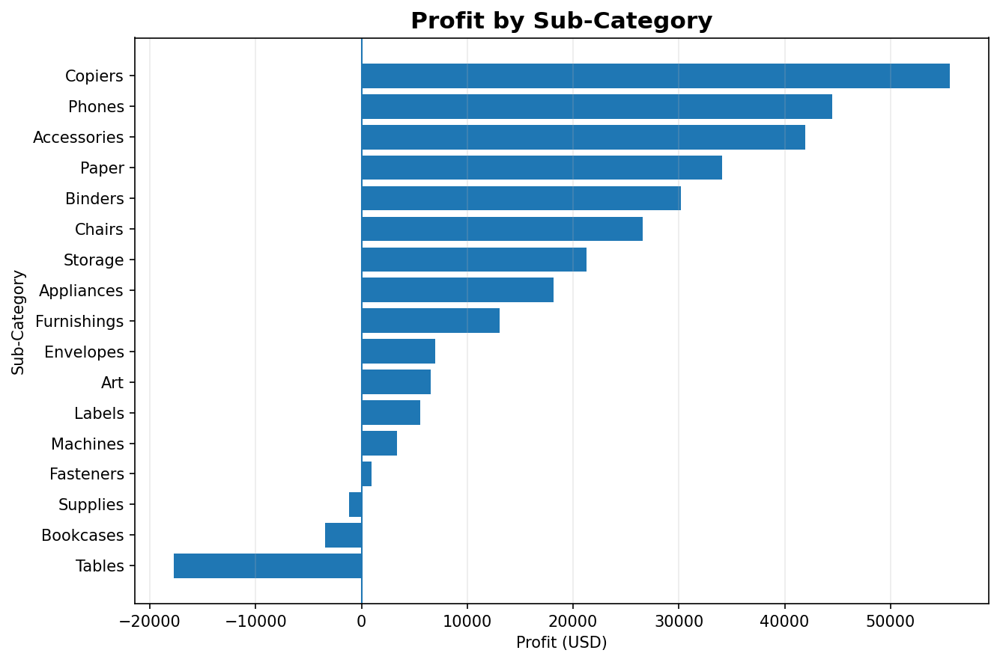 Profit by Sub-Category
Sub-Category
Copiers
Phones
Accessories
Paper
Binders
Chairs
Storage
Appliances
Furnishings
Envelopes
Art
Labels
Machines
Fasteners
Supplies
Bookcases
Tables
−20000 −10000 0 10000 20000 30000 40000 50000
Profit (USD)